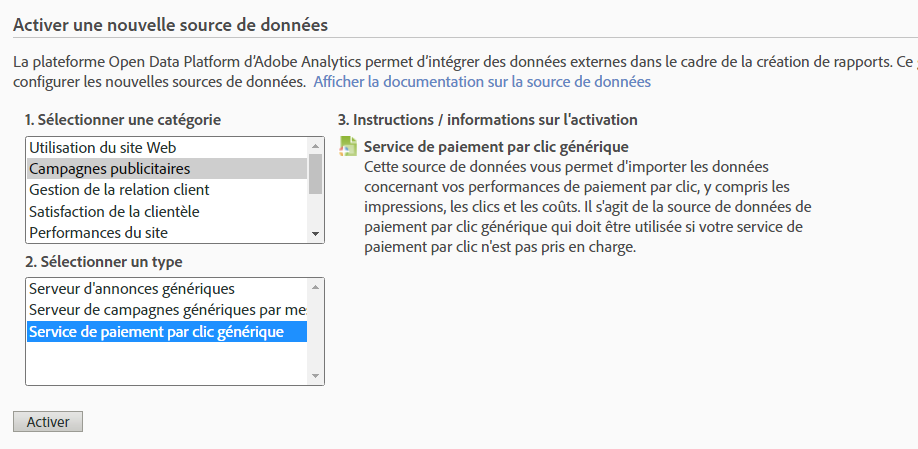 Activer une nouvelle source de données
La plateforme Open Data Platform d'Adobe Analytics permet d'intégrer des données externes dans le cadre de la création de rapports. Ce
configurer les nouvelles sources de données. Afficher la documentation sur la source de données
1. Sélectionner une catégorie
Utilisation du site Web
Campagnes publicitaires
Gestion de la relation client
Satisfaction de la clientèle
Performances du site
2. Sélectionner un type
Serveur d'annonces génériques
Serveur de campagnes génériques par me
Service de paiement par clic générique
3. Instructions / informations sur l'activation
Service de paiement par clic générique
Cette source de données vous permet d'importer les données
concernant vos performances de paiement par clic, y compris les
impressions, les clics et les coûts. Il s'agit de la source de données de
paiement par clic générique qui doit être utilisée si votre service de
paiement par clic n'est pas pris en charge.
Activer